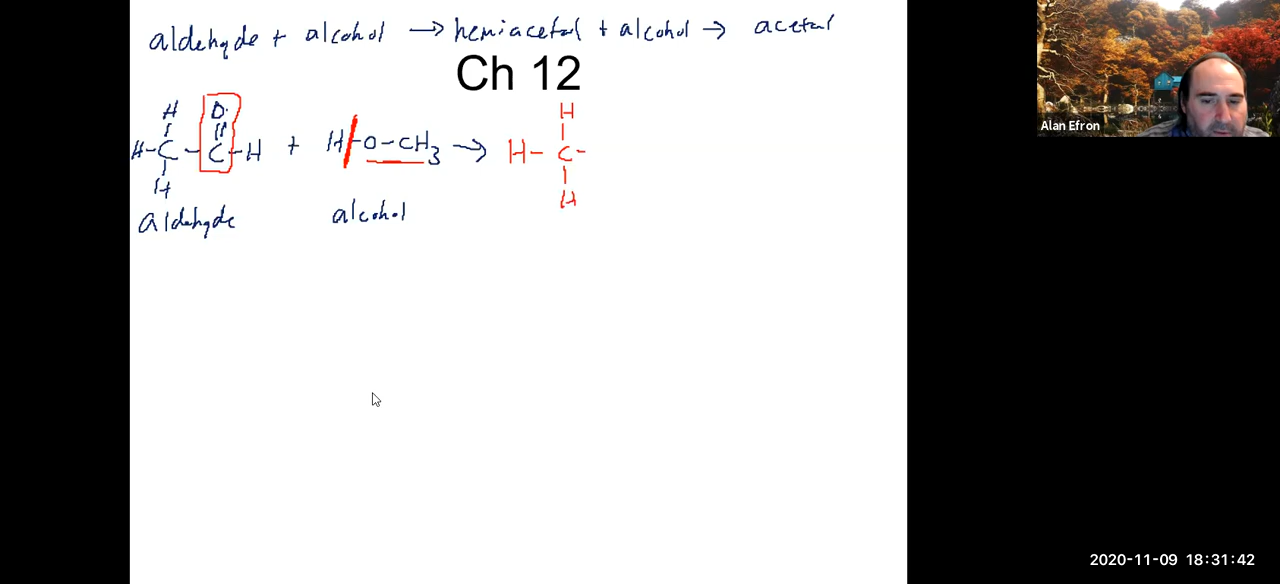 aldehyde + alcohol → hemiacetal + alcohol → acetal
Ch 12
Alan Efron
H O H
H-C-C-H + H-O-CH3 → H-C-
H H
aldehyde alcohol
2020-11-09 18:31:42